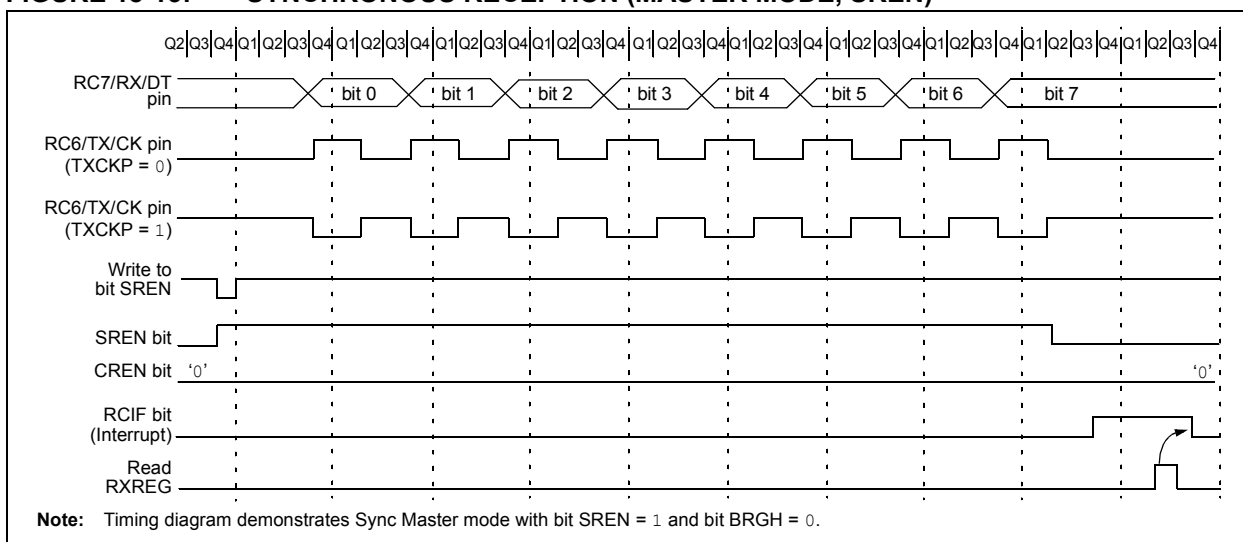 FIGURE SYNCHRONOUS RECEPTION (MASTER MODE, SREN)
Q2 Q3 Q4 Q1 Q2 Q3 Q4 Q1 Q2 Q3 Q4 Q1 Q2 Q3 Q4 Q1 Q2 Q3 Q4 Q1 Q2 Q3 Q4 Q1 Q2 Q3 Q4 Q1 Q2 Q3 Q4 Q1 Q2 Q3 Q4 Q1 Q2 Q3 Q4 Q1 Q2 Q3 Q4
RC7/RX/DT
pin
bit 0 bit 1 bit 2 bit 3 bit 4 bit 5 bit 6 bit 7
RC6/TX/CK pin
(TXCKP = 0)
RC6/TX/CK pin
(TXCKP = 1)
Write to
bit SREN
SREN bit
CREN bit '0' '0'
RCIF bit
(Interrupt)
Read
RXREG
Note: Timing diagram demonstrates Sync Master mode with bit SREN = 1 and bit BRGH = 0.